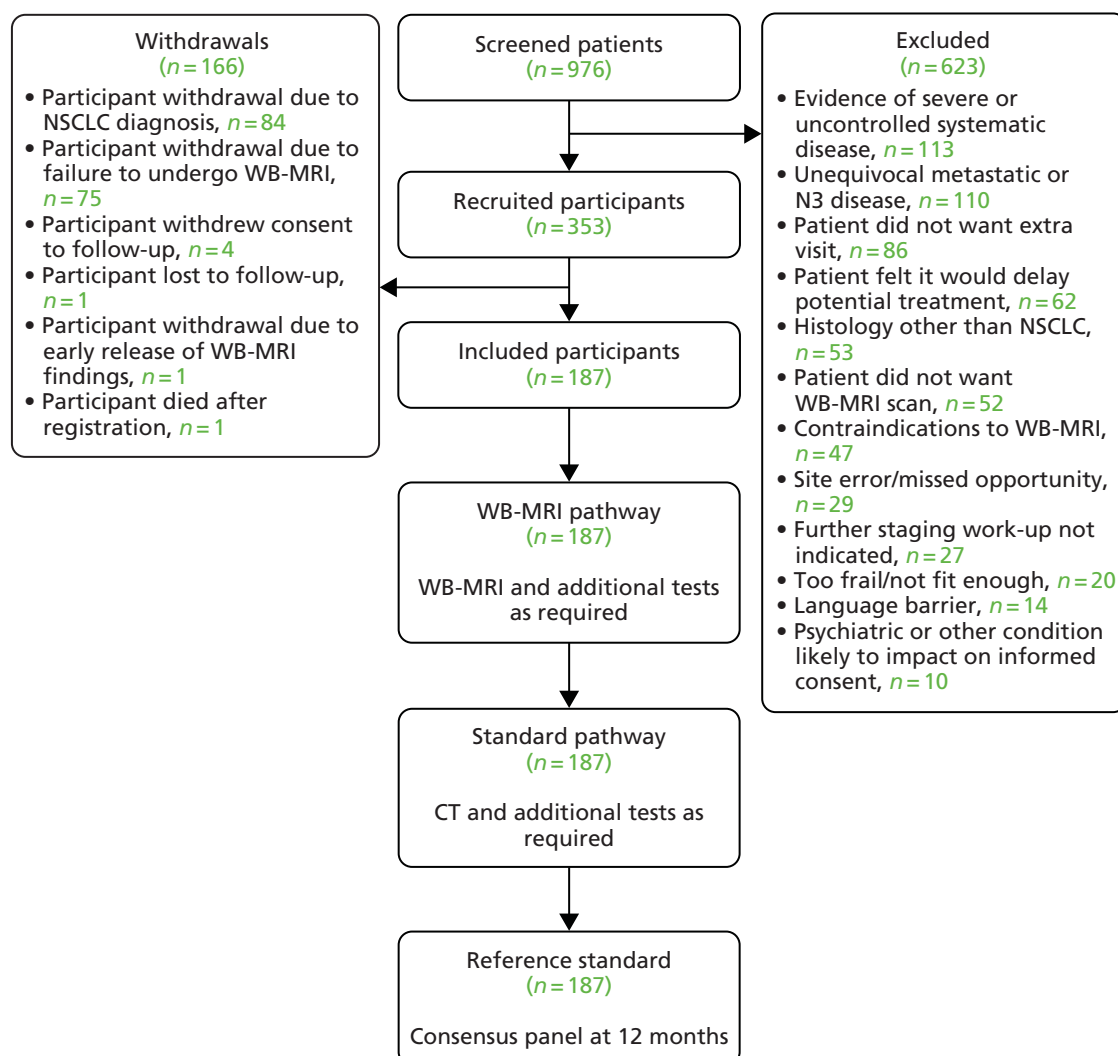 Withdrawals
(n=166)
• Participant withdrawal due to
NSCLC diagnosis, n=84
• Participant withdrawal due to
failure to undergo WB-MRI,
n=75
• Participant withdrew consent
to follow-up, n=4
• Participant lost to follow-up,
n=1
• Participant withdrawal due to
early release of WB-MRI
findings, n=1
• Participant died after
registration, n=1
Screened patients
(n=976)
Recruited participants
(n=353)
Included participants
(n=187)
WB-MRI pathway
(n=187)
WB-MRI and additional tests
as required
Standard pathway
(n=187)
CT and additional tests as
required
Reference standard
(n=187)
Consensus panel at 12 months
Excluded
(n=623)
• Evidence of severe or
uncontrolled systematic
disease, n=113
• Unequivocal metastatic or
N3 disease, n=110
• Patient did not want extra
visit, n=86
• Patient felt it would delay
potential treatment, n=62
• Histology other than NSCLC,
n=53
• Patient did not want
WB-MRI scan, n=52
• Contraindications to WB-MRI,
n=47
• Site error/missed opportunity,
n=29
• Further staging work-up not
indicated, n=27
• Too frail/not fit enough, n=20
• Language barrier, n=14
• Psychiatric or other condition
likely to impact on informed
consent, n=10